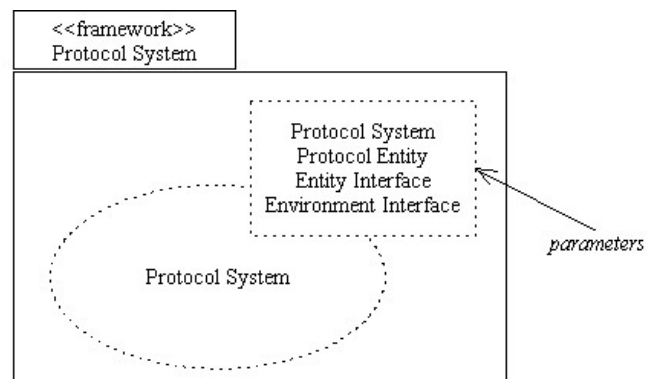 <<framework>>
Protocol System
Protocol System
Protocol Entity
Entity Interface
Environment Interface
parameters
Protocol System